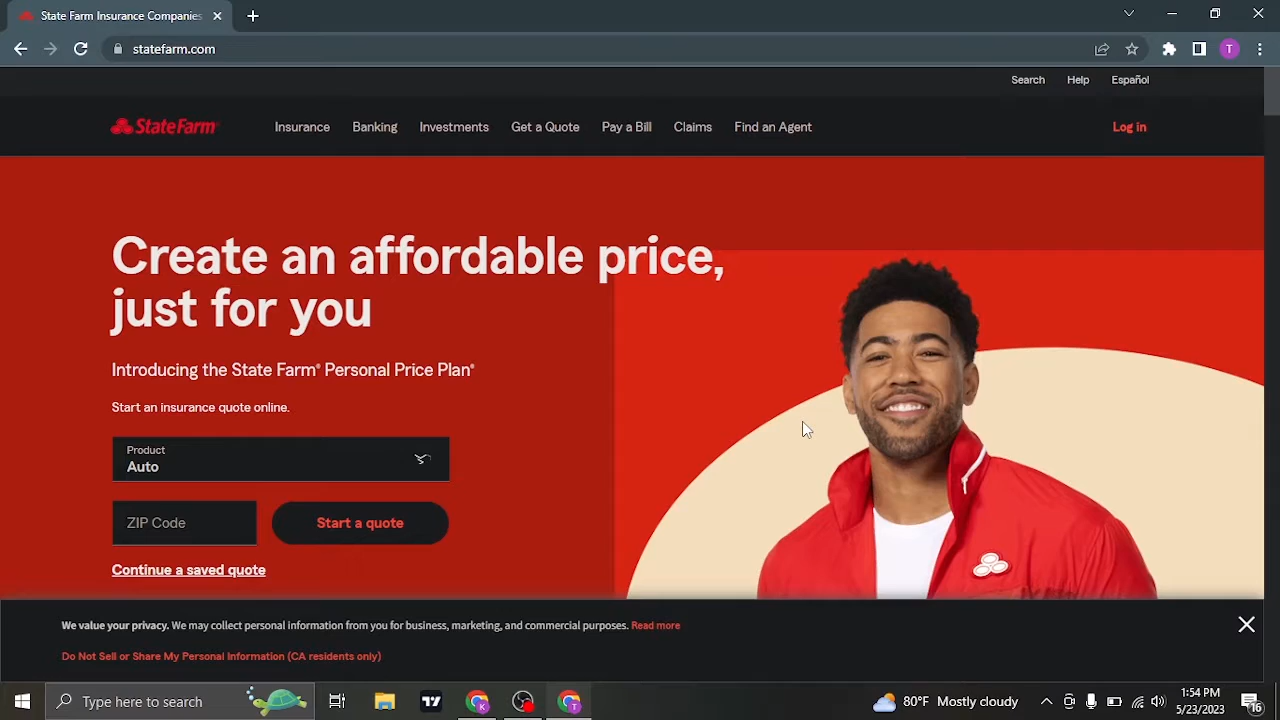 State Farm Insurance Companies
statefarm.com
T
Search Help Español
StateFarm Insurance Banking Investments Get a Quote Pay a Bill Claims Find an Agent Log in
Create an affordable price,
just for you
Introducing the State Farm® Personal Price Plan®
Start an insurance quote online.
Product
Auto
ZIP Code Start a quote
Continue a saved quote
We value your privacy. We may collect personal information from you for business, marketing, and commercial purposes. Read more
Do Not Sell or Share My Personal Information (CA residents only)
Type here to search
K
T
80°F Mostly cloudy
1:54 PM
5/23/2023
16